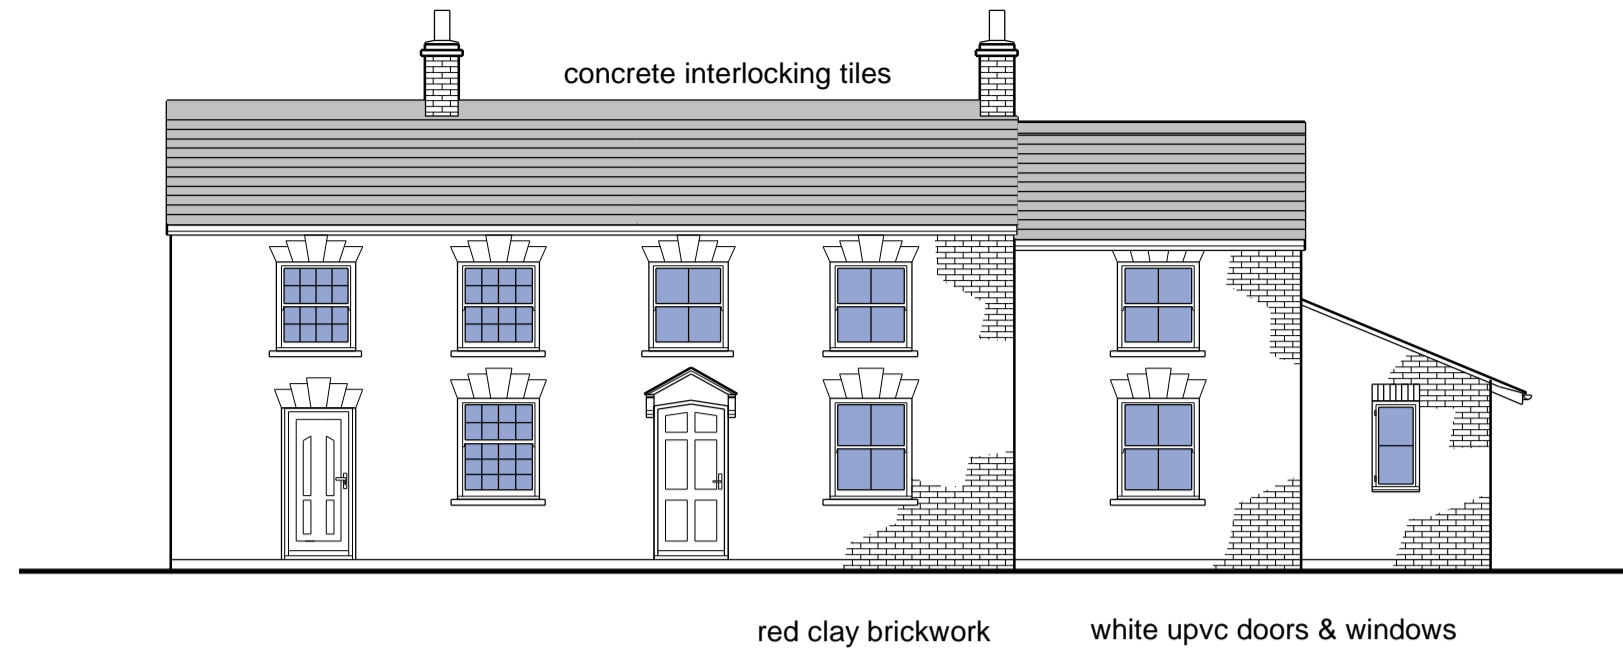 concrete interlocking tiles
red clay brickwork
white upvc doors & windows